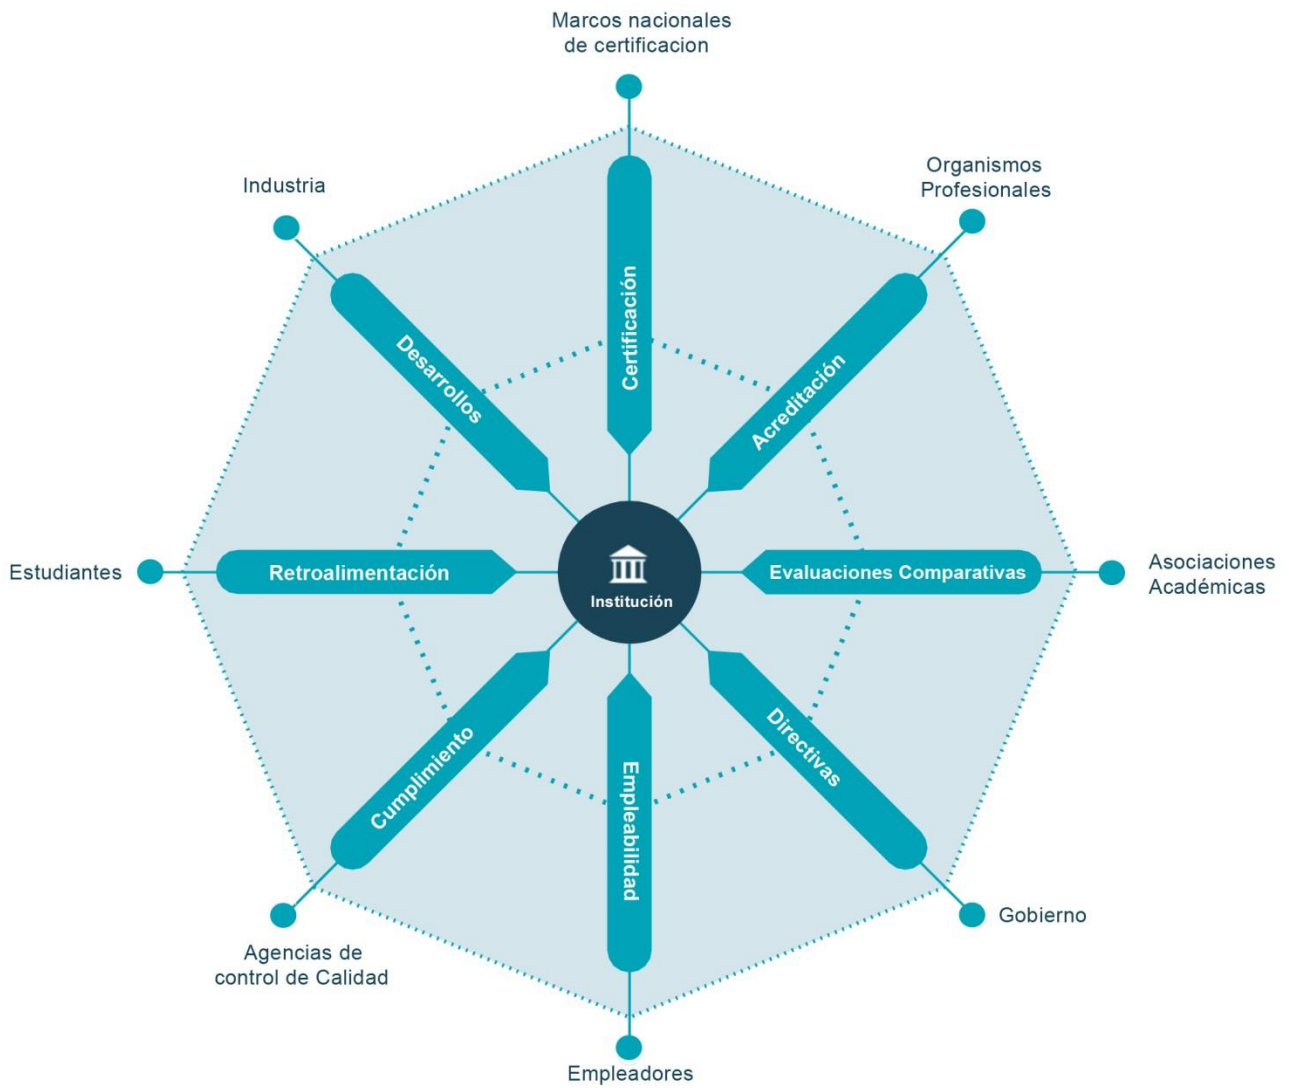 Marcos nacionales
de certificacion
Organismos
Profesionales
Industria
Certificación
Desarrollos
Acreditación
Estudiantes
Retroalimentación
Institución
Evaluaciones Comparativas
Asociaciones
Académicas
Cumplimiento
Empleabilidad
Directivas
Gobierno
Agencias de
control de Calidad
Empleadores